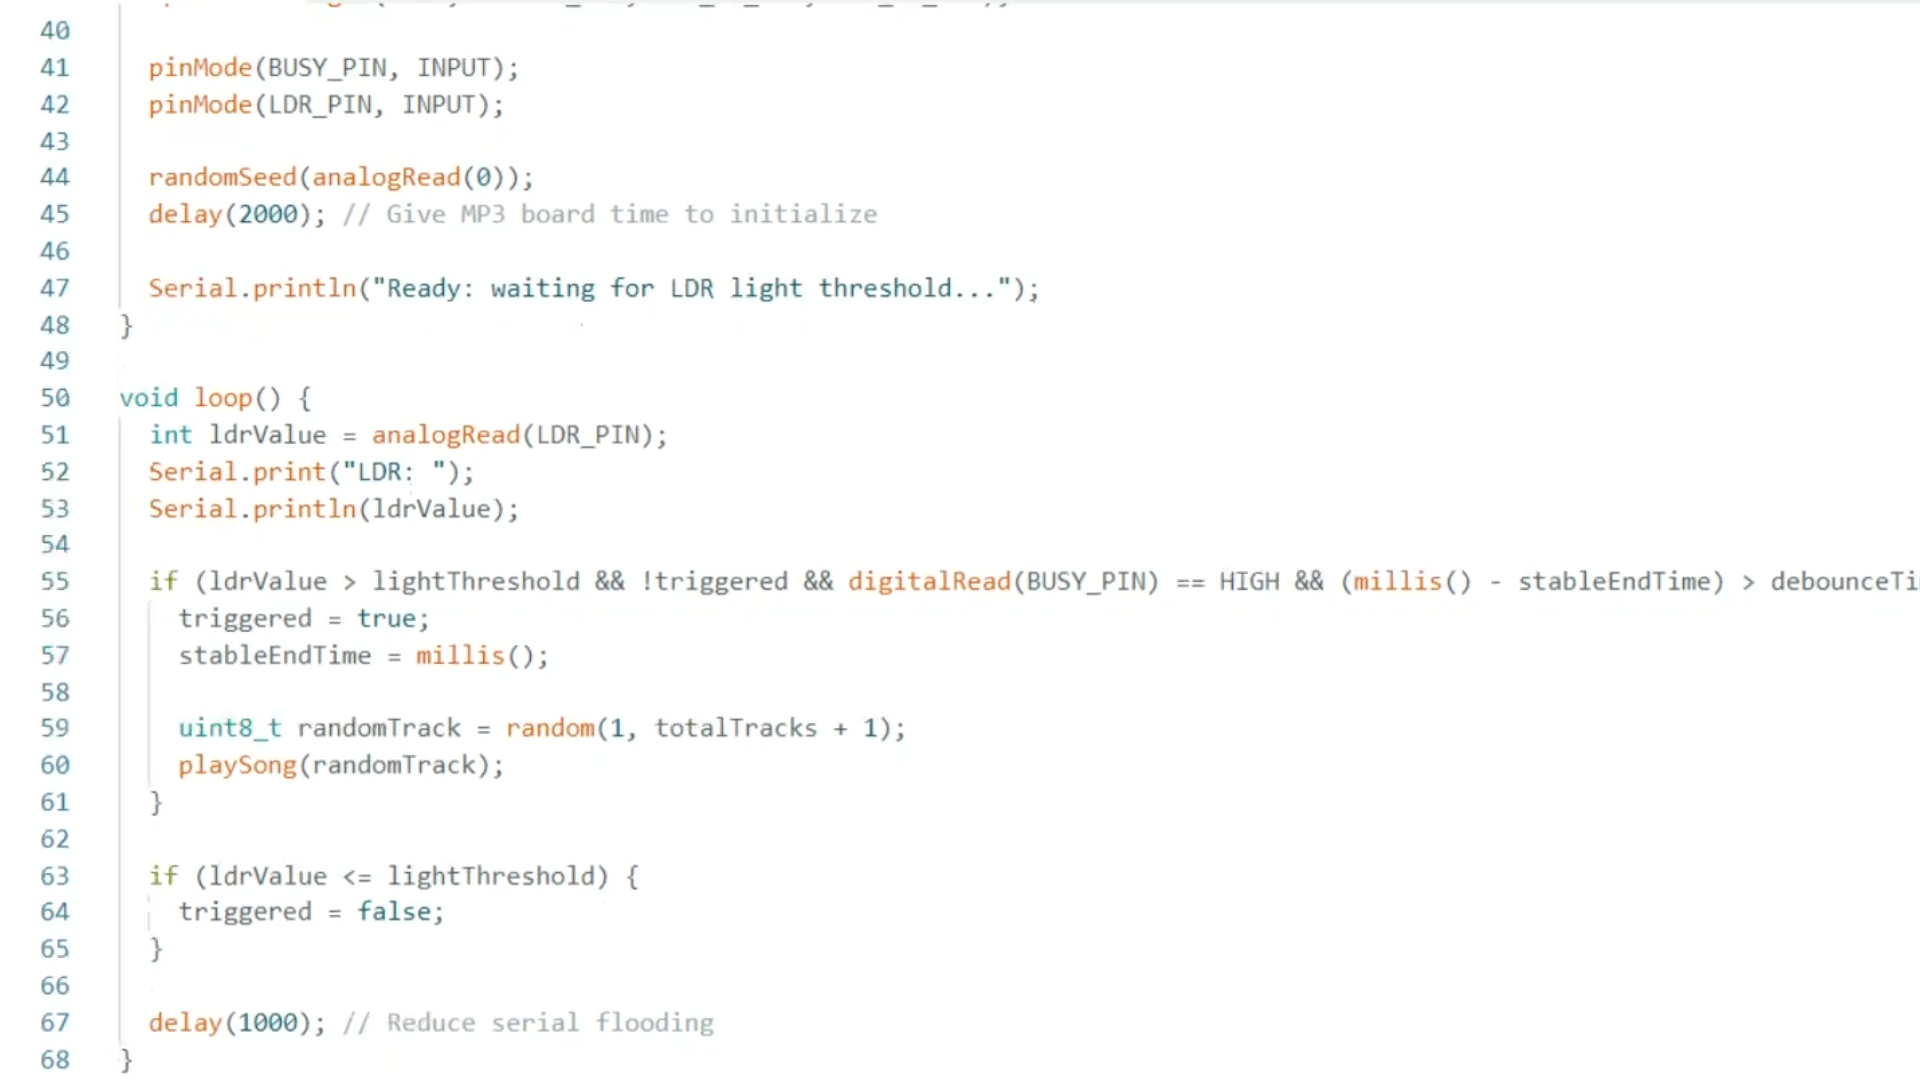 40
41 pinMode(BUSY_PIN, INPUT);
42 pinMode(LDR_PIN, INPUT);
43
44 randomSeed(analogRead(0));
45 delay(2000); // Give MP3 board time to initialize
46
47 Serial.println("Ready: waiting for LDR light threshold...");
48 }
49
50 void loop() {
51 int ldrValue = analogRead(LDR_PIN);
52 Serial.print("LDR: ");
53 Serial.println(ldrValue);
54
55 if (ldrValue > lightThreshold && !triggered && digitalRead(BUSY_PIN) == HIGH && (millis() - stableEndTime) > debounceTi
56 triggered = true;
57 stableEndTime = millis();
58
59 uint8_t randomTrack = random(1, totalTracks + 1);
60 playSong(randomTrack);
61 }
62
63 if (ldrValue <= lightThreshold) {
64 triggered = false;
65 }
66
67 delay(1000); // Reduce serial flooding
68 }